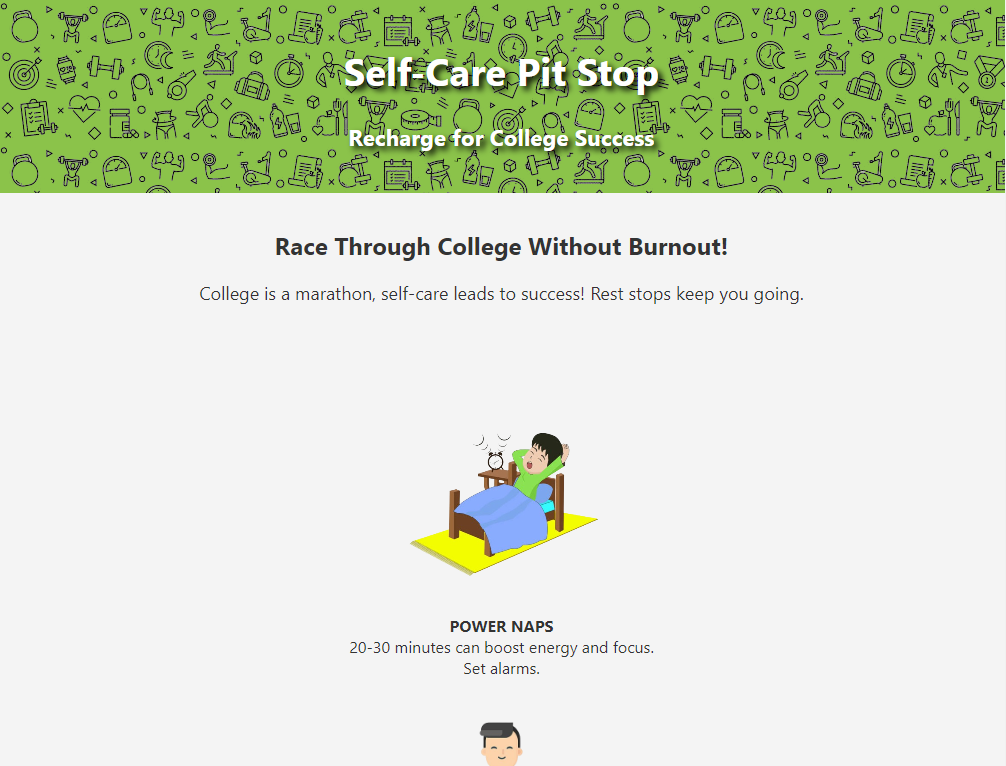 Self-Care Pit Stop
Recharge for College Success
Race Through College Without Burnout!
College is a marathon, self-care leads to success! Rest stops keep you going.
POWER NAPS
20-30 minutes can boost energy and focus.
Set alarms.